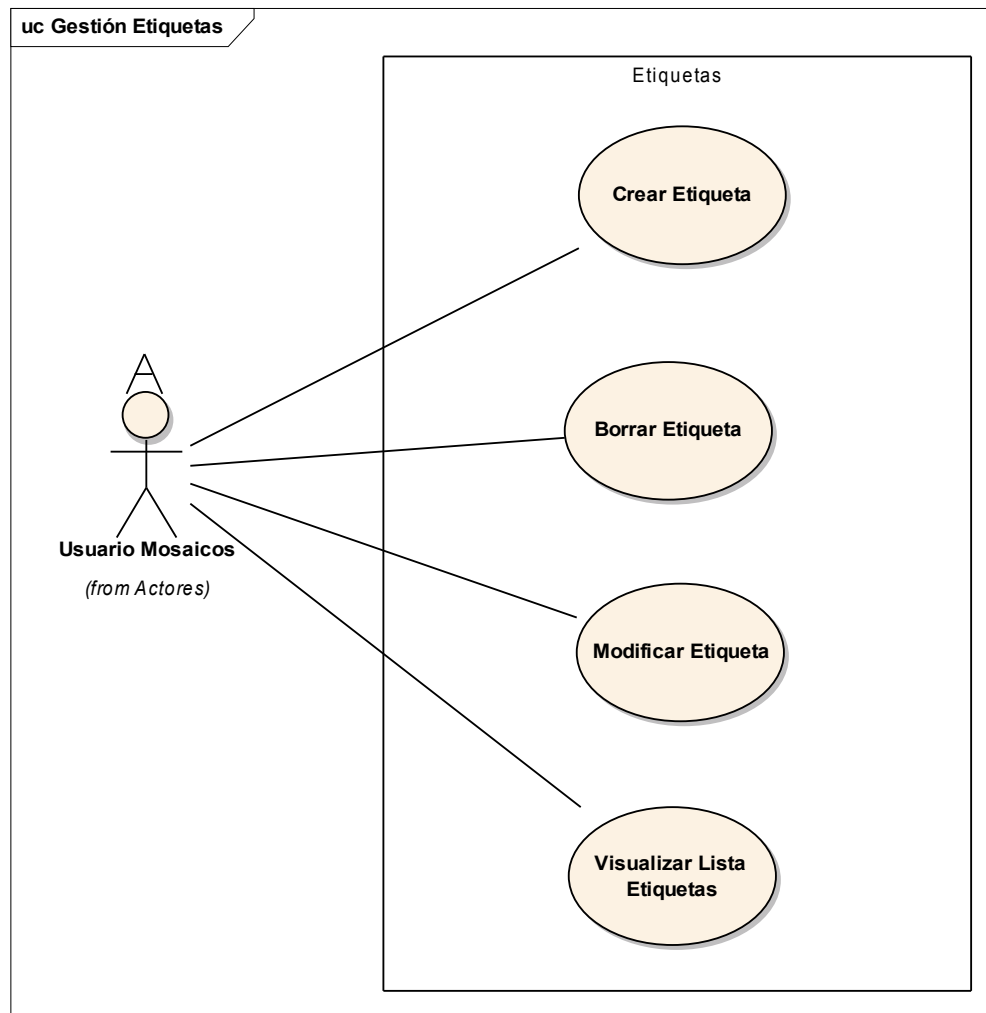 uc Gestión Etiquetas
Etiquetas
Crear Etiqueta
Borrar Etiqueta
A
Usuario Mosaicos
(from Actores)
Modificar Etiqueta
Visualizar Lista
Etiquetas